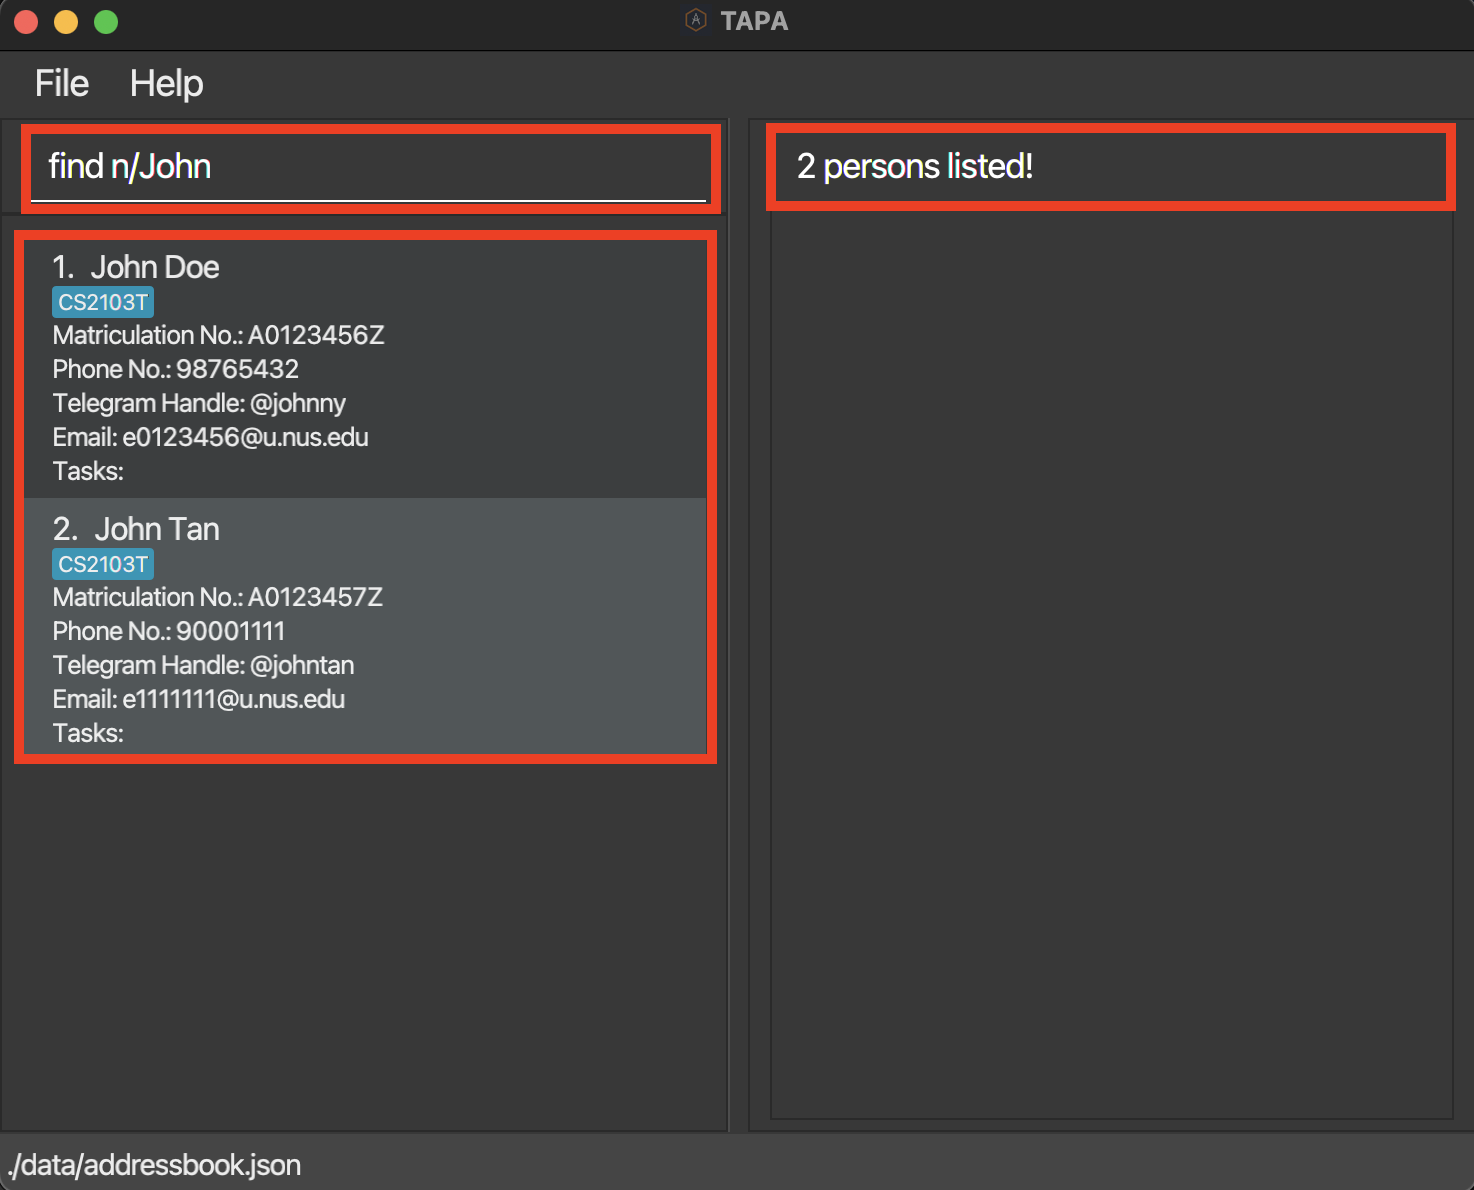 TAPA
File Help
find n/John
2 persons listed!
1. John Doe
CS2103T
Matriculation No.: A0123456Z
Phone No.: 98765432
Telegram Handle: @johnny
Email: e0123456@u.nus.edu
Tasks:
2. John Tan
CS2103T
Matriculation No.: A0123457Z
Phone No.: 90001111
Telegram Handle: @johntan
Email: e1111111@u.nus.edu
Tasks:
./data/addressbook.json